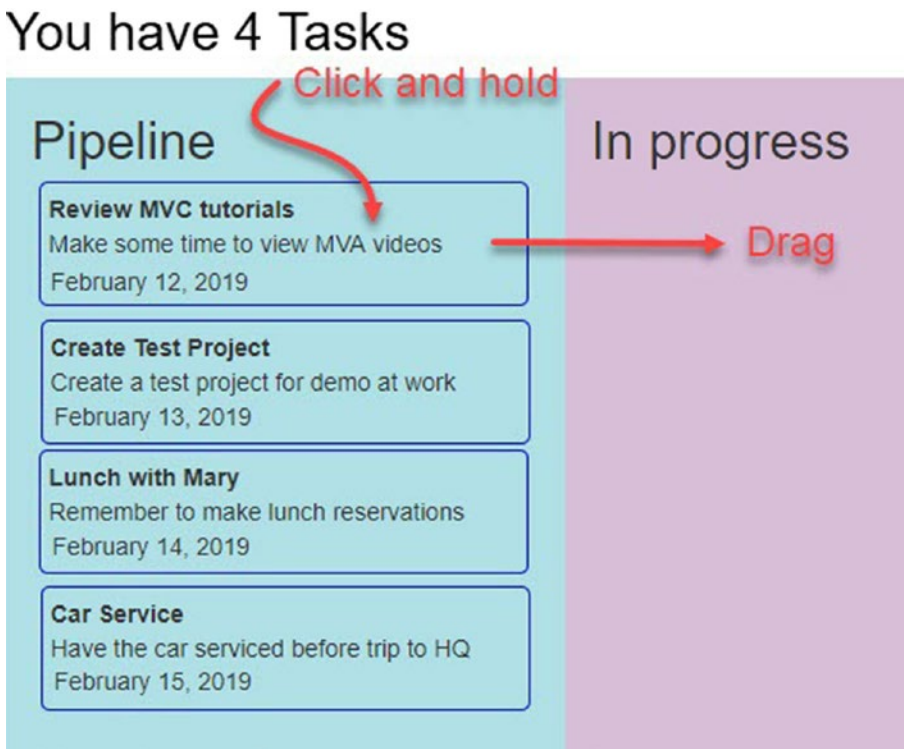 You have 4 Tasks
Click and hold
Pipeline
In progress
Review MVC tutorials
Make some time to view MVA videos
Drag
February 12, 2019
Create Test Project
Create a test project for demo at work
February 13, 2019
Lunch with Mary
Remember to make lunch reservations
February 14, 2019
Car Service
Have the car serviced before trip to HQ
February 15, 2019